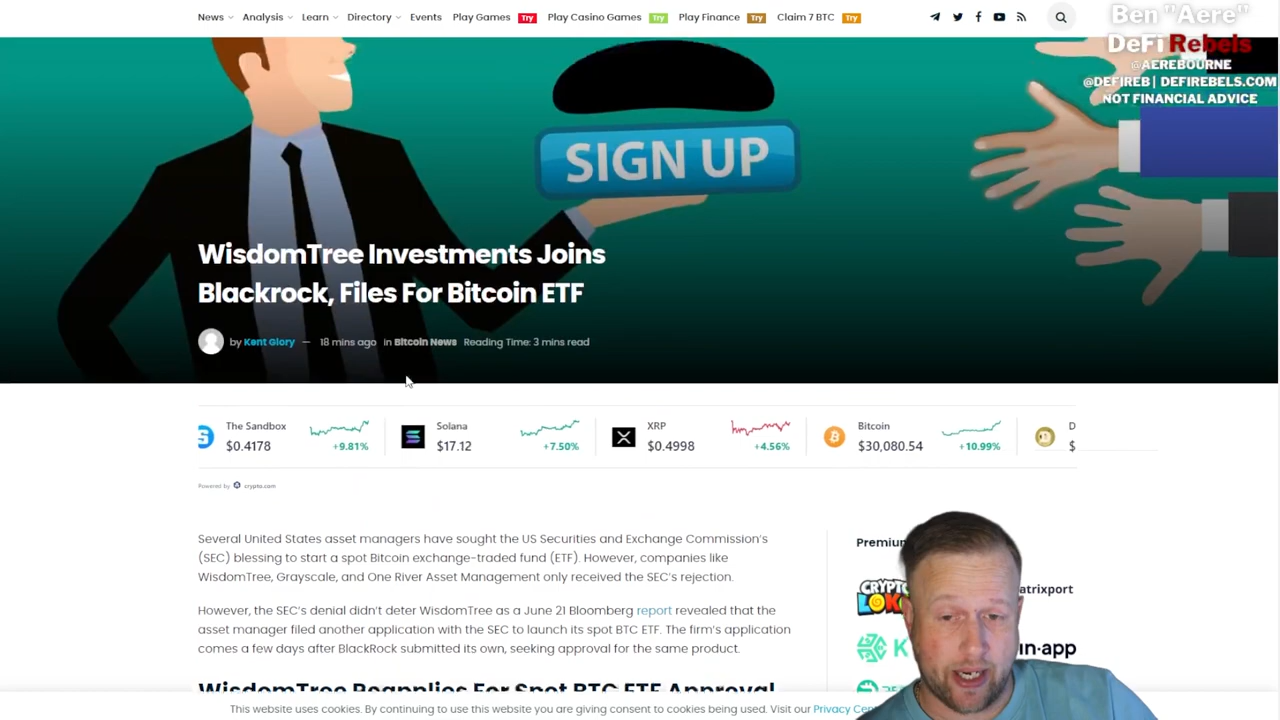 News Analysis Learn Directory Events Play Games Try Play Casino Games Try Play Finance Try Claim 7 BTC Try
Ben "Aere"
DeFi Rebels
@AEREBOURNE
@DEFIREB | DEFIREBELS.COM
NOT FINANCIAL ADVICE
SIGN UP
WisdomTree Investments Joins
Blackrock, Files For Bitcoin ETF
by Kent Glory — 18 mins ago in Bitcoin News Reading Time: 3 mins read
The Sandbox
$0.4178 +9.81%
Solana
$17.12 +7.50%
XRP
$0.4998 +4.56%
Bitcoin
$30,080.54 +10.99%
D
$
Powered by crypto.com
Several United States asset managers have sought the US Securities and Exchange Commission's
(SEC) blessing to start a spot Bitcoin exchange-traded fund (ETF). However, companies like
WisdomTree, Grayscale, and One River Asset Management only received the SEC's rejection.
However, the SEC's denial didn't deter WisdomTree as a June 21 Bloomberg report revealed that the
asset manager filed another application with the SEC to launch its spot BTC ETF. The firm's application
comes a few days after BlackRock submitted its own, seeking approval for the same product.
WisdomTree Reapplies For Spot BTC ETF Approval
Premium
CRYPTO
LOKO
atrixport
K
in.app
This website uses cookies. By continuing to use this website you are giving consent to cookies being used. Visit our Privacy Cen